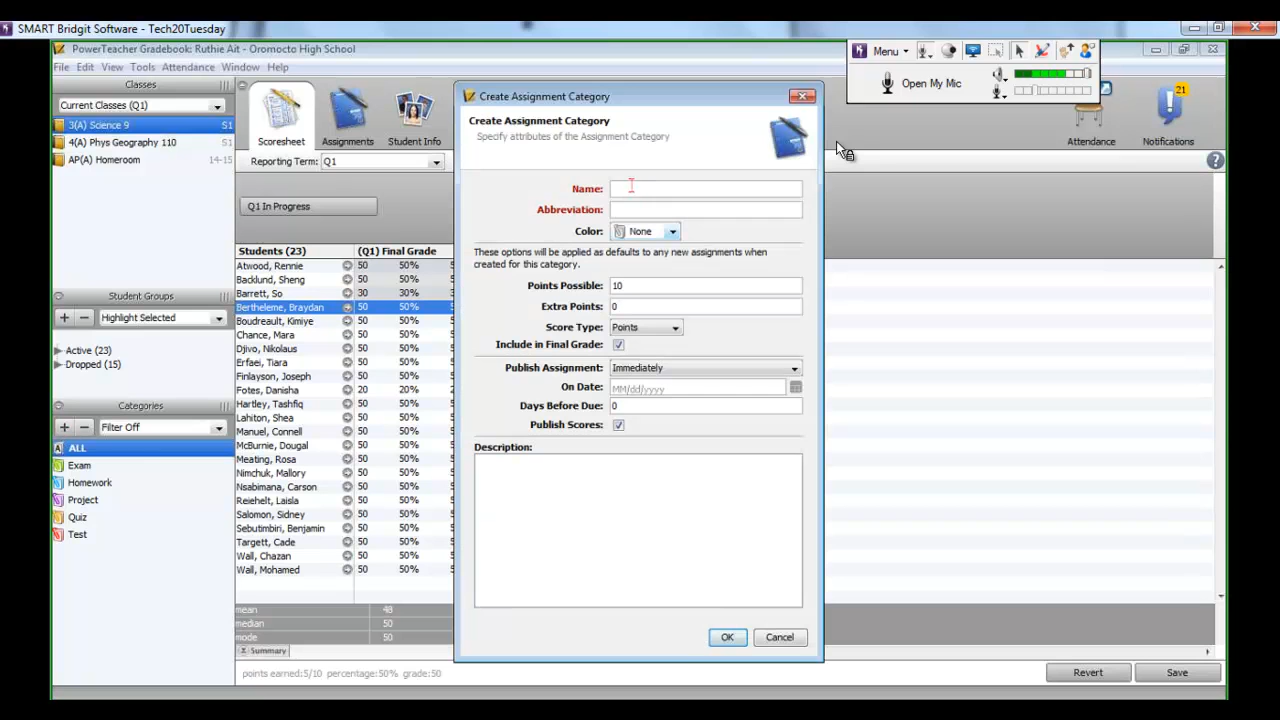 SMART Bridgit Software - Tech20Tuesday
PowerTeacher Gradebook: Ruthie Ait - Oromocto High School
File Edit View Tools Attendance Window Help
Menu
Open My Mic
Classes
Current Classes (Q1)
3(A) Science 9 S1
4(A) Phys Geography 110 S1
AP(A) Homeroom 14-15
Scoresheet
Assignments
Student Info
Attendance
21
Notifications
Reporting Term: Q1
Q1 In Progress
Students (23) (Q1) Final Grade
Atwood, Rennie 50 50%
Backlund, Sheng 50 50%
Barrett, So 30 30%
Bertheleme, Braydan 50 50%
Boudreault, Kimiye 50 50%
Chance, Mara 50 50%
Djivo, Nikolaus 50 50%
Erfaei, Tiara 50 50%
Finlayson, Joseph 50 50%
Fotes, Danisha 20 20%
Hartley, Tashfiq 50 50%
Lahiton, Shea 50 50%
Manuel, Connell 50 50%
McBurnie, Dougal 50 50%
Meating, Rosa 50 50%
Nimchuk, Mallory 50 50%
Nsabimana, Carson 50 50%
Reiehelt, Laisla 50 50%
Salomon, Sidney 50 50%
Sebutimbiri, Benjamin 50 50%
Targett, Cade 50 50%
Wall, Chazan 50 50%
Wall, Mohamed 50 50%
mean 48
median 50
mode 50
Summary
points earned:5/10 percentage:50% grade:50
Revert
Save
Student Groups
Highlight Selected
Active (23)
Dropped (15)
Categories
Filter Off
ALL
Exam
Homework
Project
Quiz
Test
Create Assignment Category
Create Assignment Category
Specify attributes of the Assignment Category
Name:
Abbreviation:
Color: None
These options will be applied as defaults to any new assignments when
created for this category.
Points Possible: 10
Extra Points: 0
Score Type: Points
Include in Final Grade:
Publish Assignment: Immediately
On Date: MM/dd/yyyy
Days Before Due: 0
Publish Scores:
Description:
OK
Cancel